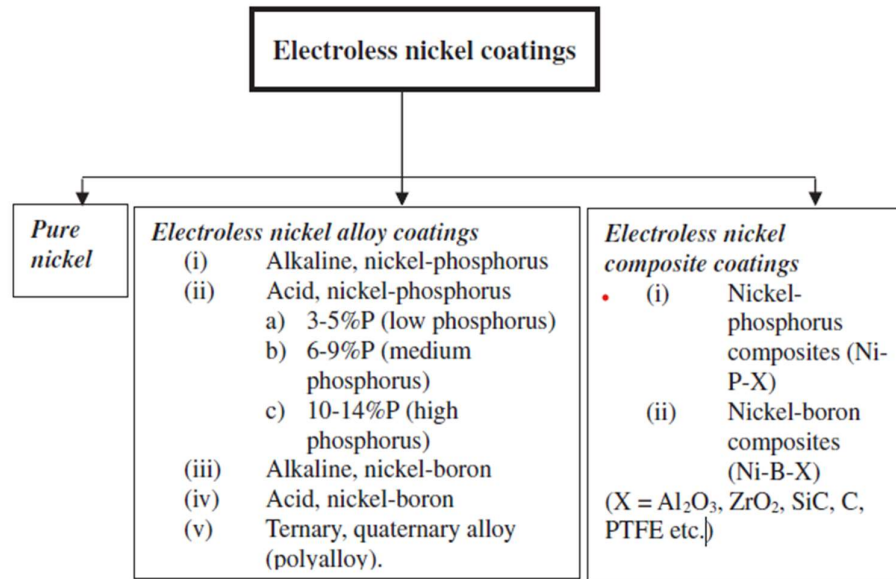 Electroless nickel coatings
Pure
nickel
Electroless nickel alloy coatings
(i) Alkaline, nickel-phosphorus
(ii) Acid, nickel-phosphorus
a) 3-5%P (low phosphorus)
b) 6-9%P (medium
phosphorus)
c) 10-14%P (high
phosphorus)
(iii) Alkaline, nickel-boron
(iv) Acid, nickel-boron
(v) Ternary, quaternary alloy
(polyalloy).
Electroless nickel
composite coatings
(i) Nickel-
phosphorus
composites (Ni-
P-X)
(ii) Nickel-boron
composites
(Ni-B-X)
(X = Al₂O₃, ZrO₂, SiC, C,
PTFE etc.)